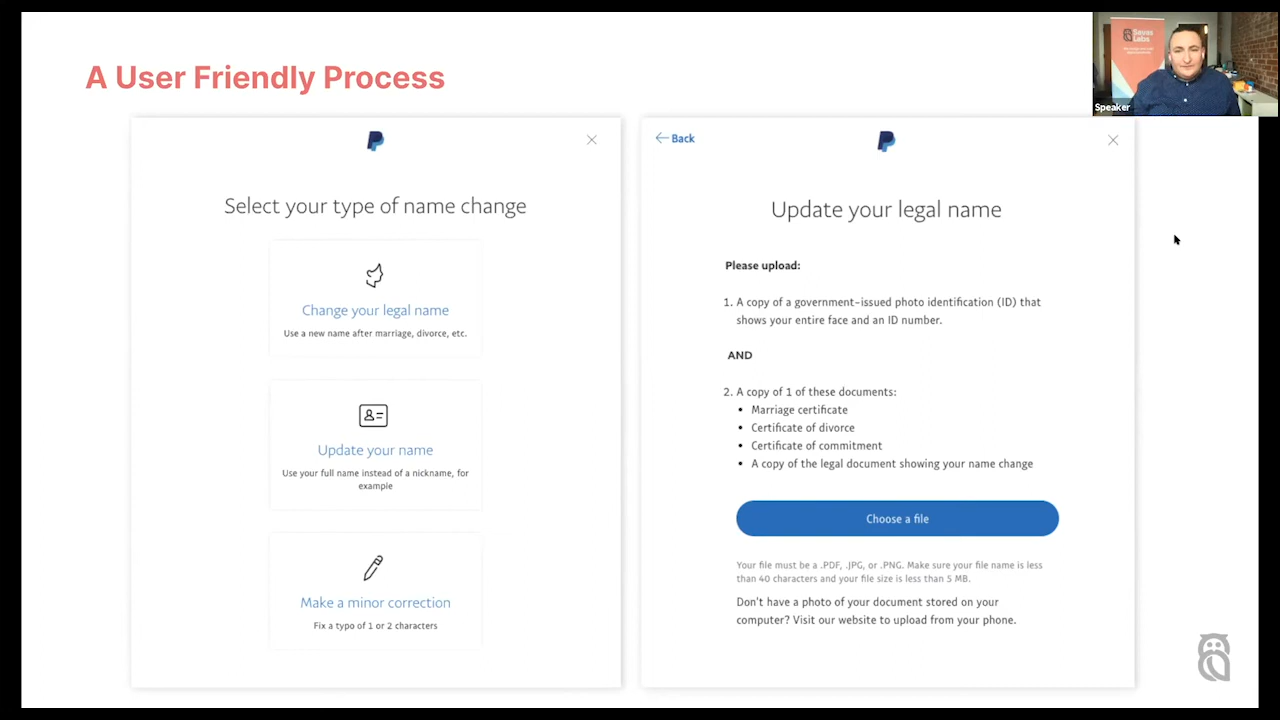 A User Friendly Process
Savas
Labs
Speaker
Select your type of name change
Change your legal name
Use a new name after marriage, divorce, etc.
Update your name
Use your full name instead of a nickname, for
example
Make a minor correction
Fix a typo of 1 or 2 characters
Back
Update your legal name
Please upload:
1. A copy of a government-issued photo identification (ID) that
shows your entire face and an ID number.
AND
2. A copy of 1 of these documents:
• Marriage certificate
• Certificate of divorce
• Certificate of commitment
• A copy of the legal document showing your name change
Choose a file
Your file must be a .PDF, .JPG, or .PNG. Make sure your file name is less
than 40 characters and your file size is less than 5 MB.
Don't have a photo of your document stored on your
computer? Visit our website to upload from your phone.